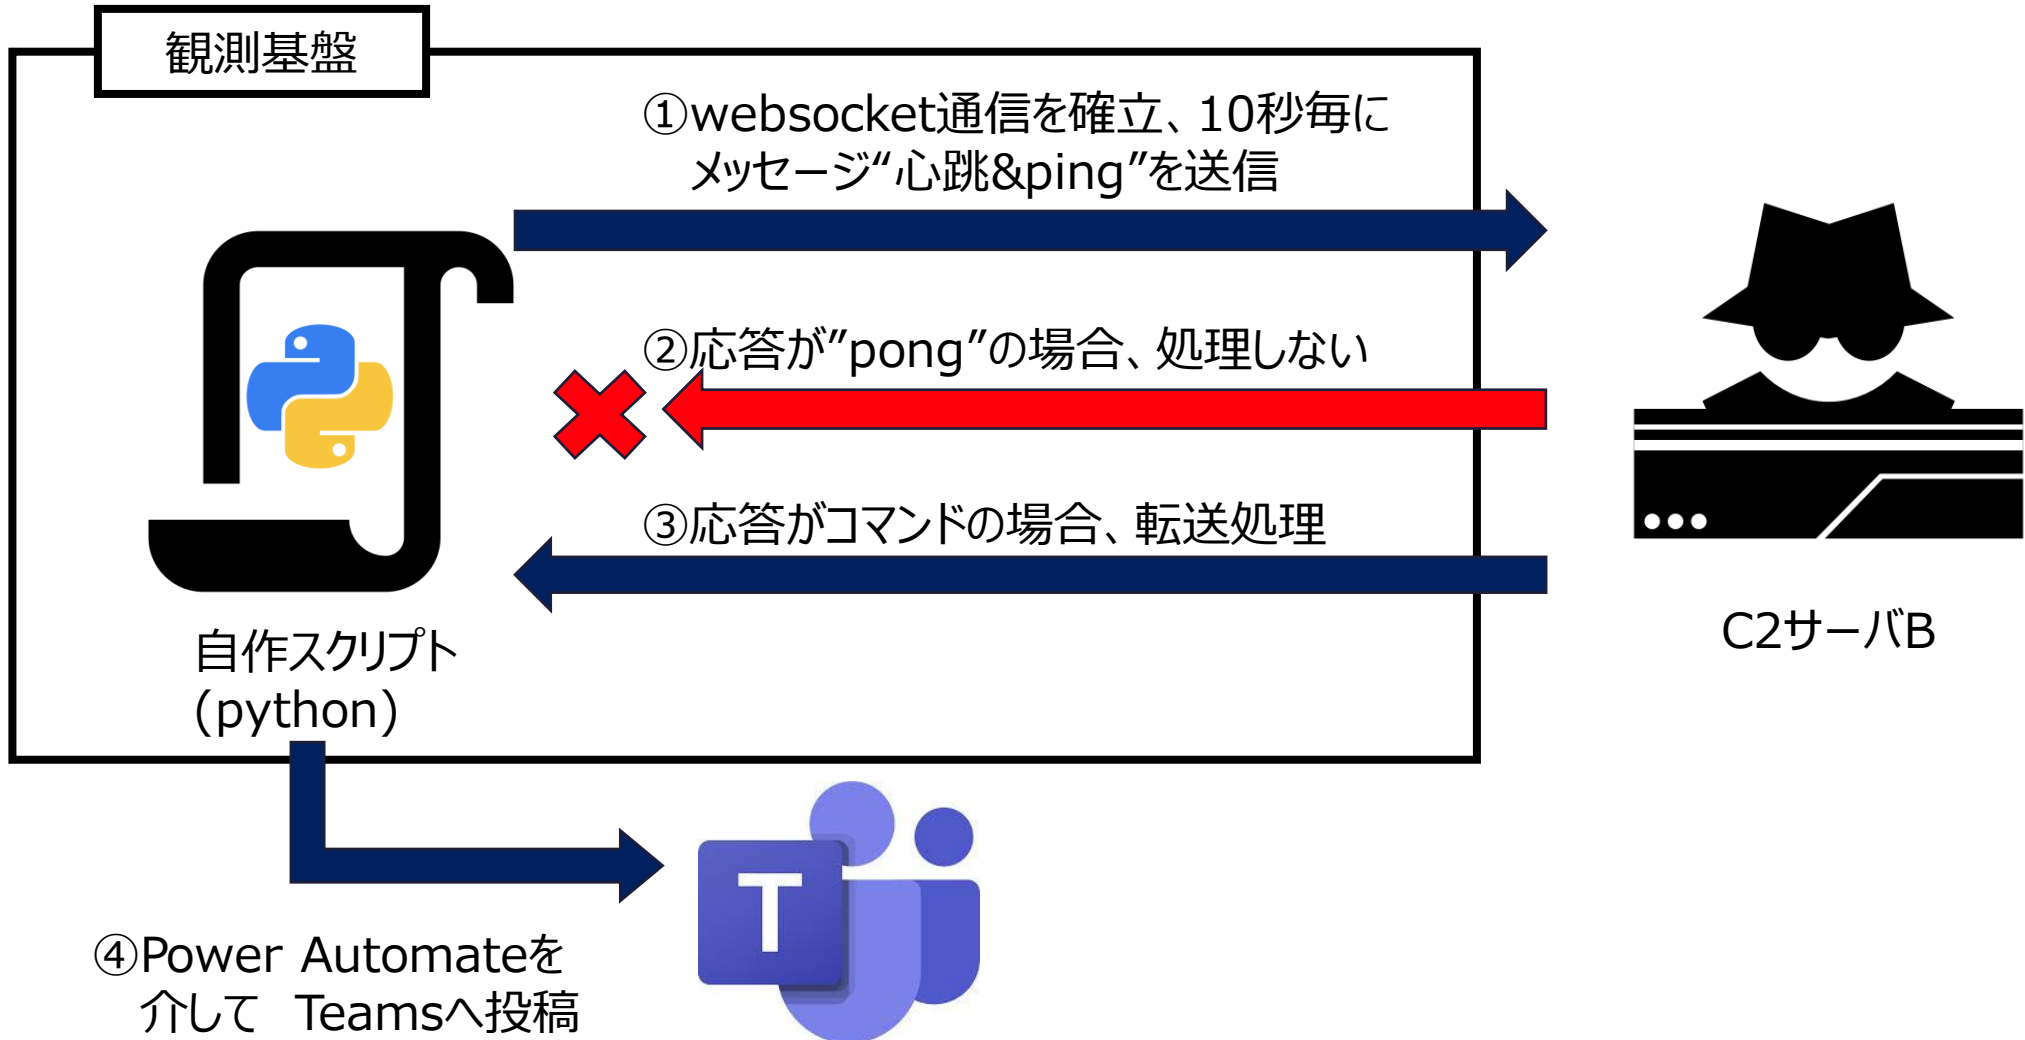 観測基盤
①websocket通信を確立、10秒毎に
メッセージ“心跳&ping”を送信
②応答が”pong”の場合、処理しない
③応答がコマンドの場合、転送処理
自作スクリプト
(python)
C2サーバB
T
④Power Automateを
介して Teamsへ投稿